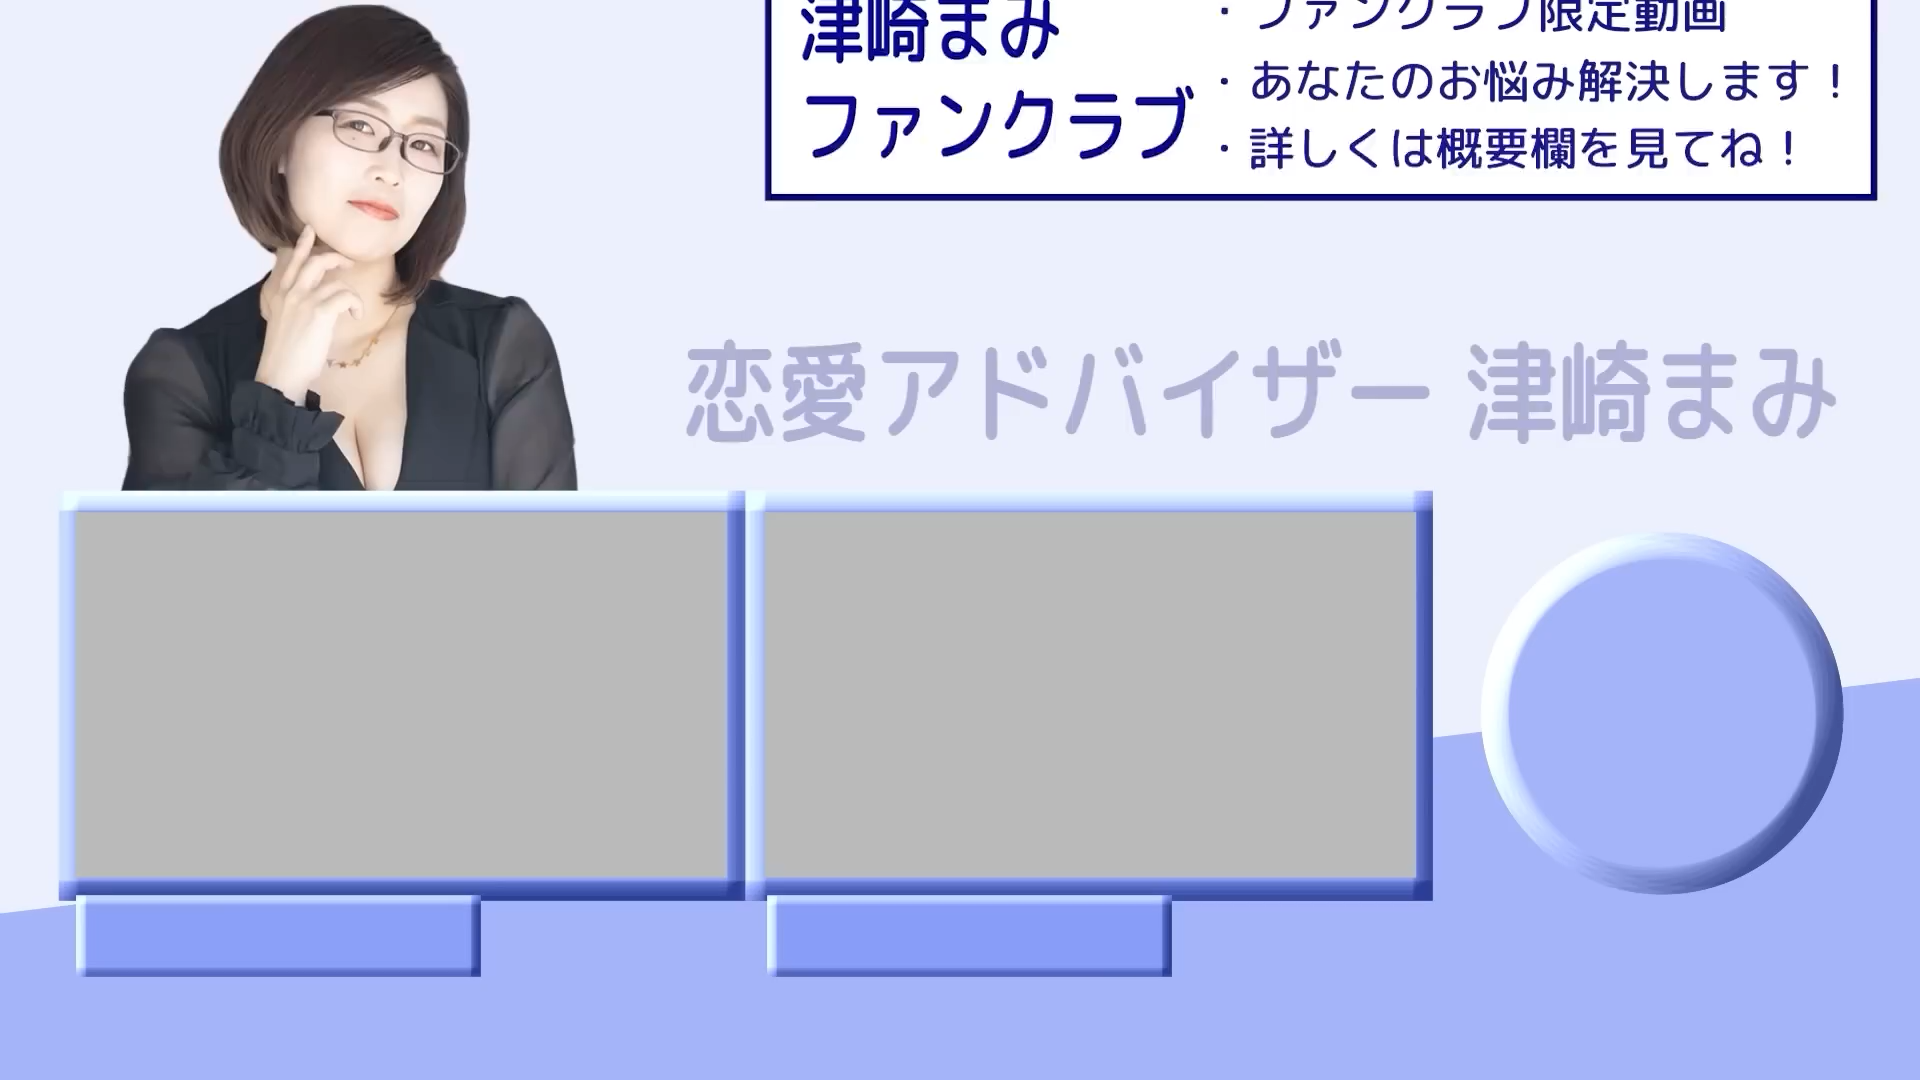 津崎まみ
ファンクラブ
・ファンクラブ限定動画
・あなたのお悩み解決します！
・詳しくは概要欄を見てね！
恋愛アドバイザー 津崎まみ